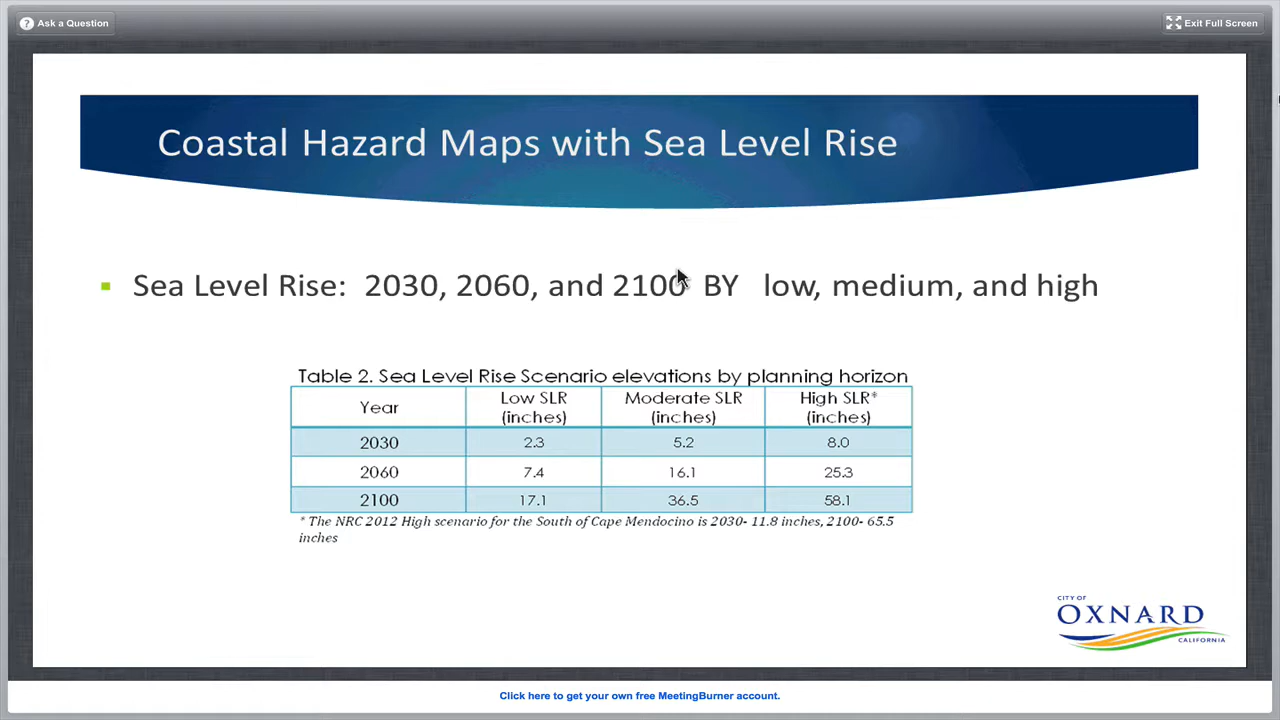 Ask a Question
Exit Full Screen
Coastal Hazard Maps with Sea Level Rise
Sea Level Rise: 2030, 2060, and 2100 BY low, medium, and high
Table 2. Sea Level Rise Scenario elevations by planning horizon
Year Low SLR (inches) Moderate SLR (inches) High SLR* (inches)
2030 2.3 5.2 8.0
2060 7.4 16.1 25.3
2100 17.1 36.5 58.1
* The NRC 2012 High scenario for the South of Cape Mendocino is 2030- 11.8 inches, 2100- 65.5
inches
CITY OF
OXNARD
CALIFORNIA
Click here to get your own free MeetingBurner account.